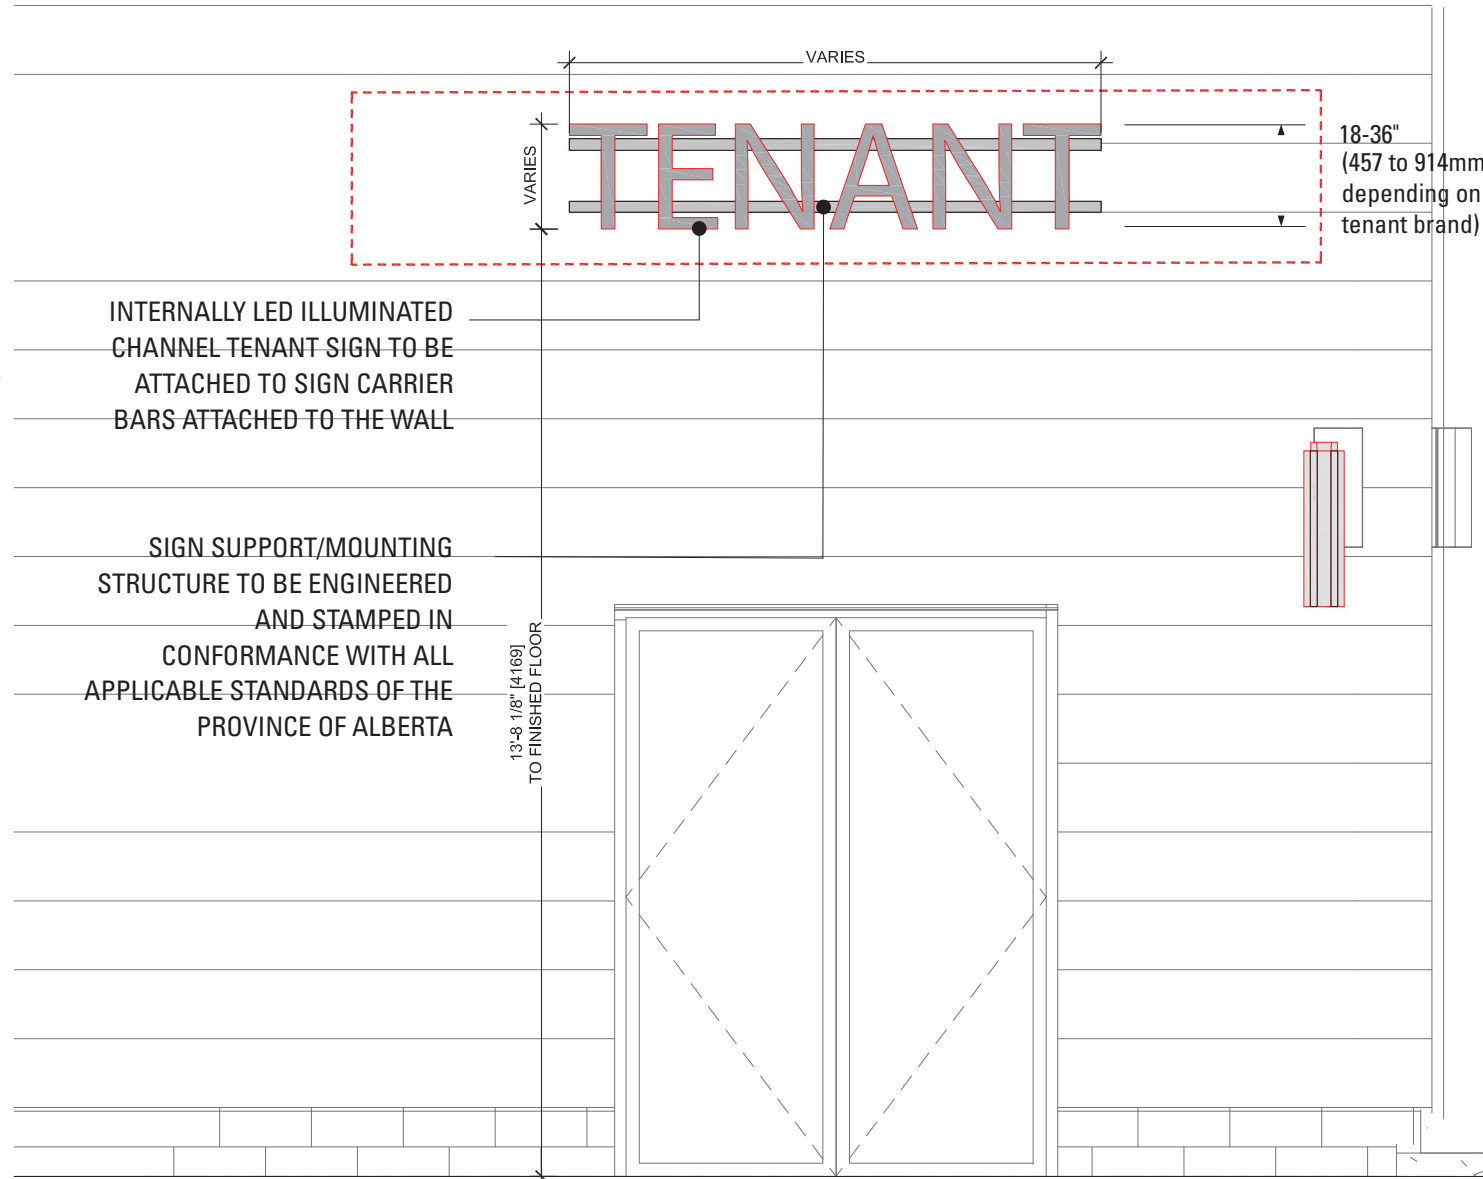 VARIES
TENANT
VARIES
18-36"
(457 to 914mm
depending on
tenant brand)
INTERNALLY LED ILLUMINATED
CHANNEL TENANT SIGN TO BE
ATTACHED TO SIGN CARRIER
BARS ATTACHED TO THE WALL
SIGN SUPPORT/MOUNTING
STRUCTURE TO BE ENGINEERED
AND STAMPED IN
CONFORMANCE WITH ALL
APPLICABLE STANDARDS OF THE
PROVINCE OF ALBERTA
13'-8 1/8" [4169]
TO FINISHED FLOOR